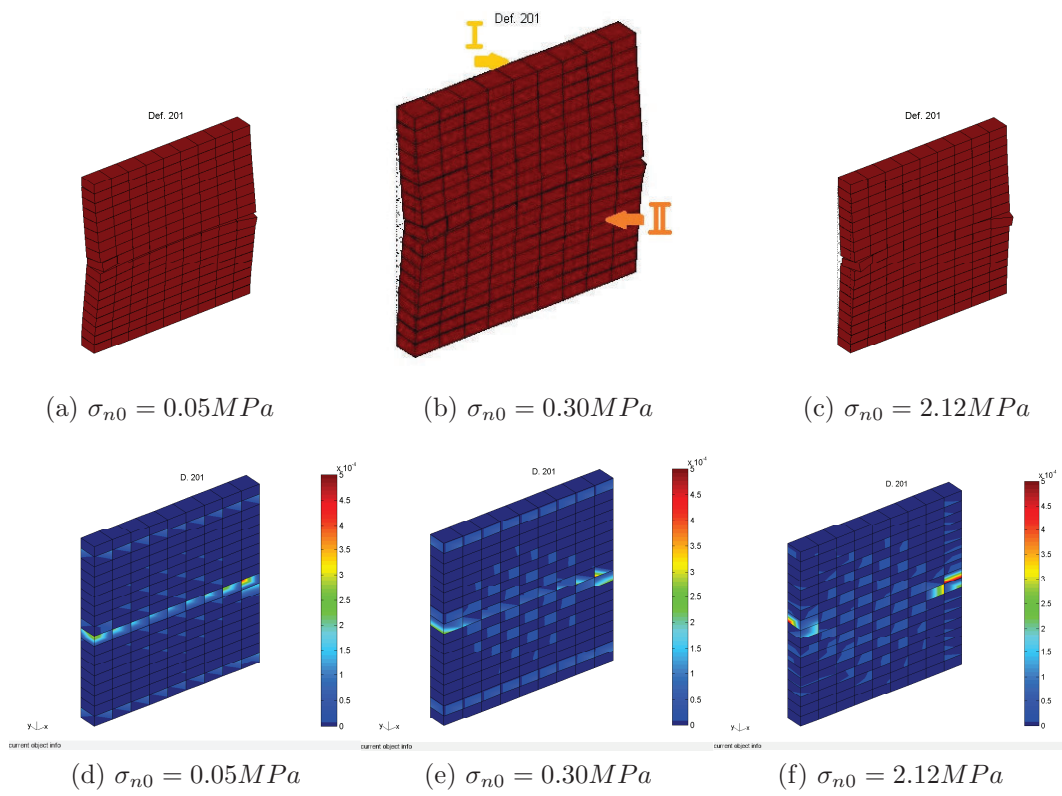 Def. 201
I
Def. 201
Def. 201
II
(a) σn0 = 0.05MPa
(b) σn0 = 0.30MPa
(c) σn0 = 2.12MPa
D. 201
x 10⁻⁴
5
4.5
4
3.5
3
2.5
2
1.5
1
0.5
0
y x
current object info
D. 201
x 10⁻⁴
5
4.5
4
3.5
3
2.5
2
1.5
1
0.5
0
y x
current object info
D. 201
x 10⁻⁴
5
4.5
4
3.5
3
2.5
2
1.5
1
0.5
0
y x
current object info
(d) σn0 = 0.05MPa
(e) σn0 = 0.30MPa
(f) σn0 = 2.12MPa